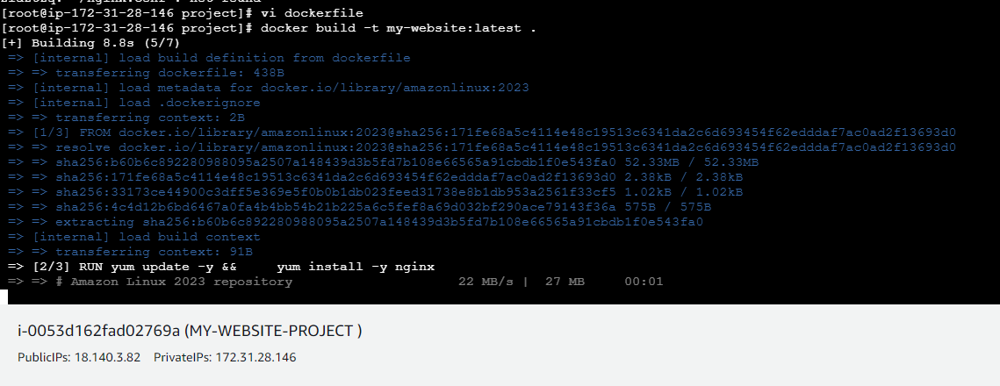 [root@ip-172-31-28-146 project]# vi dockerfile
[root@ip-172-31-28-146 project]# docker build -t my-website:latest .
[+] Building 8.8s (5/7)
=> [internal] load build definition from dockerfile
=> => transferring dockerfile: 438B
=> [internal] load metadata for docker.io/library/amazonlinux:2023
=> [internal] load .dockerignore
=> => transferring context: 2B
=> [1/3] FROM docker.io/library/amazonlinux:2023@sha256:171fe68a5c4114e48c19513c6341da2c6d693454f62edddaf7ac0ad2f13693d0
=> => resolve docker.io/library/amazonlinux:2023@sha256:171fe68a5c4114e48c19513c6341da2c6d693454f62edddaf7ac0ad2f13693d0
=> => sha256:b60b6c892280988095a2507a148439d3b5fd7b108e66565a91cbdb1f0e543fa0 52.33MB / 52.33MB
=> => sha256:171fe68a5c4114e48c19513c6341da2c6d693454f62edddaf7ac0ad2f13693d0 2.38kB / 2.38kB
=> => sha256:33173ce44900c3dff5e369e5f0b0b1db023feed31738e8b1db953a2561f33cf5 1.02kB / 1.02kB
=> => sha256:4c4d12b6bd6467a0fa4b4bb54b21b225a6c5fef8a69d032bf290ace79143f36a 575B / 575B
=> => extracting sha256:b60b6c892280988095a2507a148439d3b5fd7b108e66565a91cbdb1f0e543fa0
=> [internal] load build context
=> => transferring context: 91B
=> [2/3] RUN yum update -y &&     yum install -y nginx
=> => # Amazon Linux 2023 repository                       22 MB/s |  27 MB     00:01
i-0053d162fad02769a (MY-WEBSITE-PROJECT )
PublicIPs: 18.140.3.82    PrivateIPs: 172.31.28.146